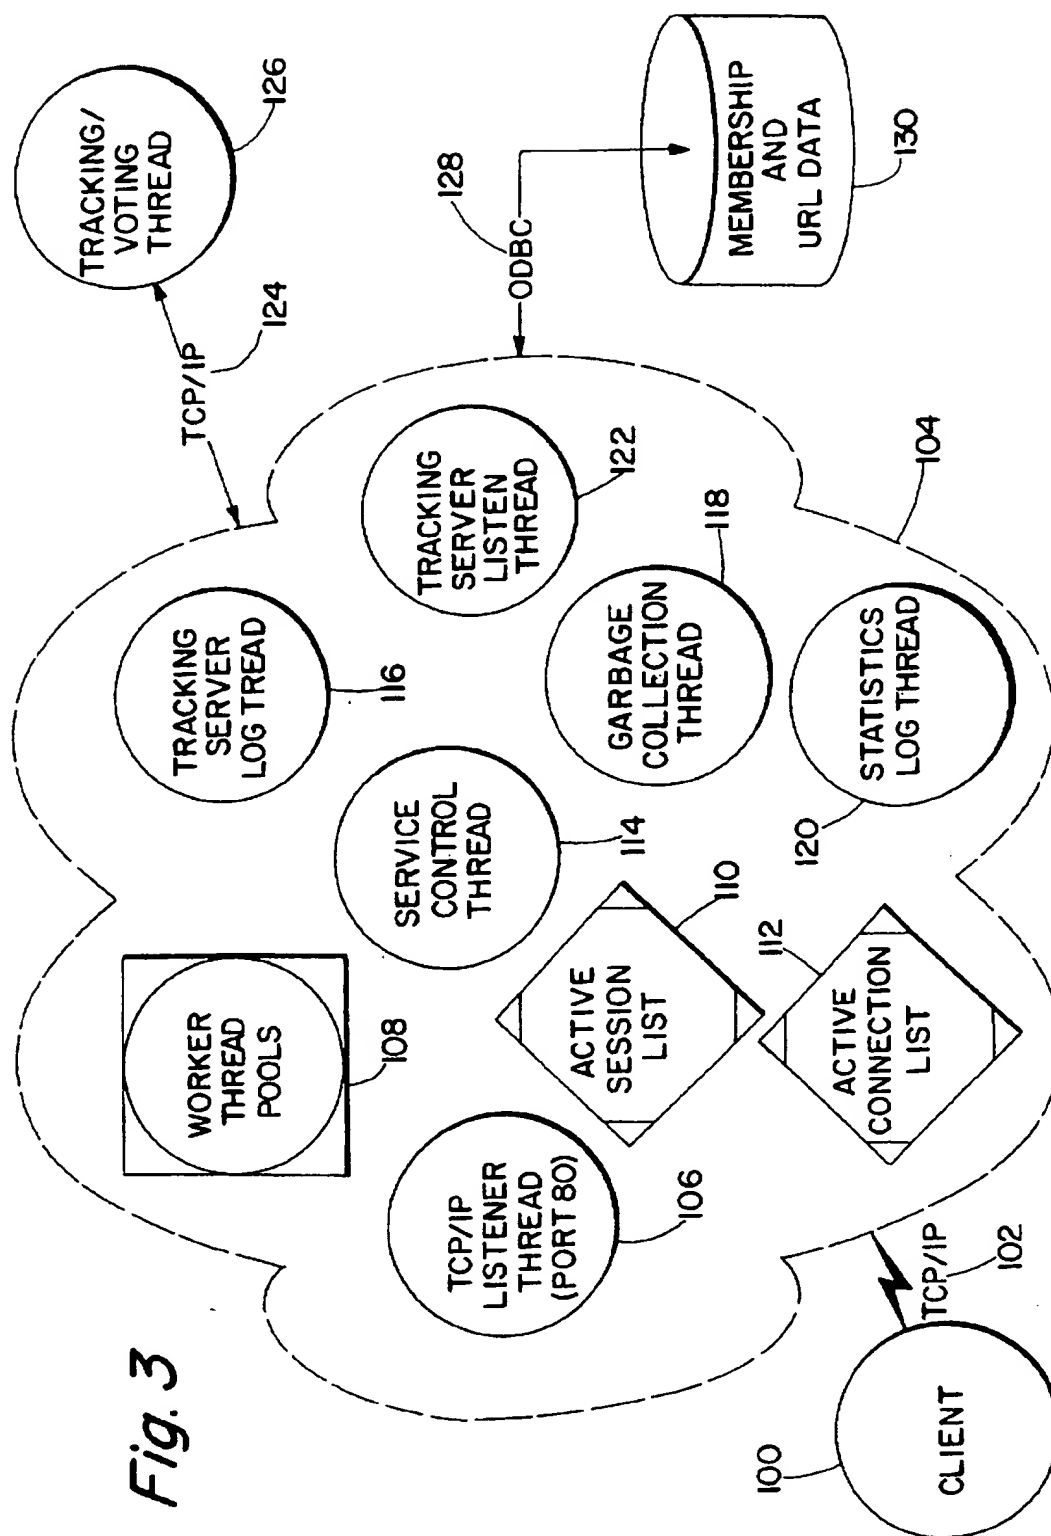 Fig. 3
WORKER
THREAD
POOLS
108
TRACKING
SERVER
LOG TREAD
116
TCP/IP
124
TRACKING/
VOTING
THREAD
126
TCP/IP
LISTENER
THREAD
(PORT 80)
106
SERVICE
CONTROL
THREAD
114
TRACKING
SERVER
LISTEN
THREAD
122
ODBC
128
ACTIVE
SESSION
LIST
110
GARBAGE
COLLECTION
THREAD
118
MEMBERSHIP
AND
URL DATA
130
100
CLIENT
TCP/IP
102
112
ACTIVE
CONNECTION
LIST
120
STATISTICS
LOG THREAD
104